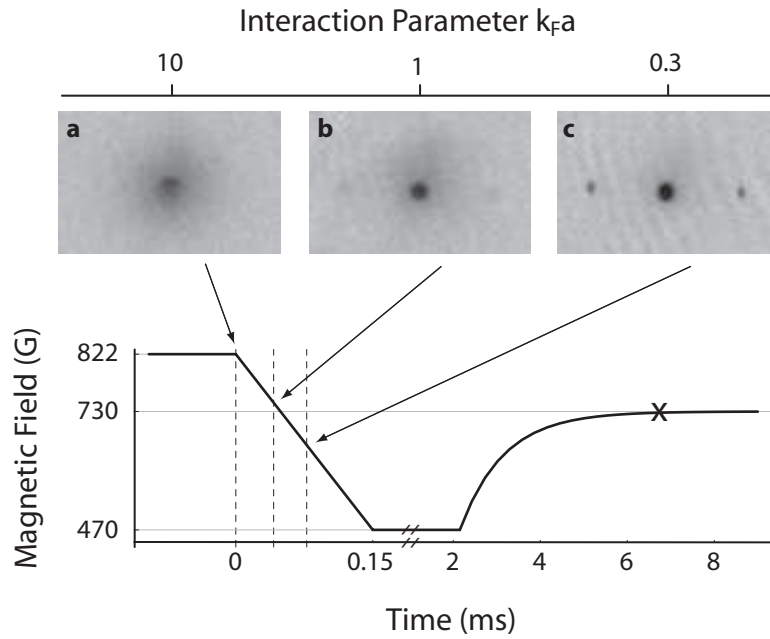 Interaction Parameter kFa
10 1 0.3
a b c
Magnetic Field (G)
822
730
X
470
0 0.15 2 4 6 8
Time (ms)